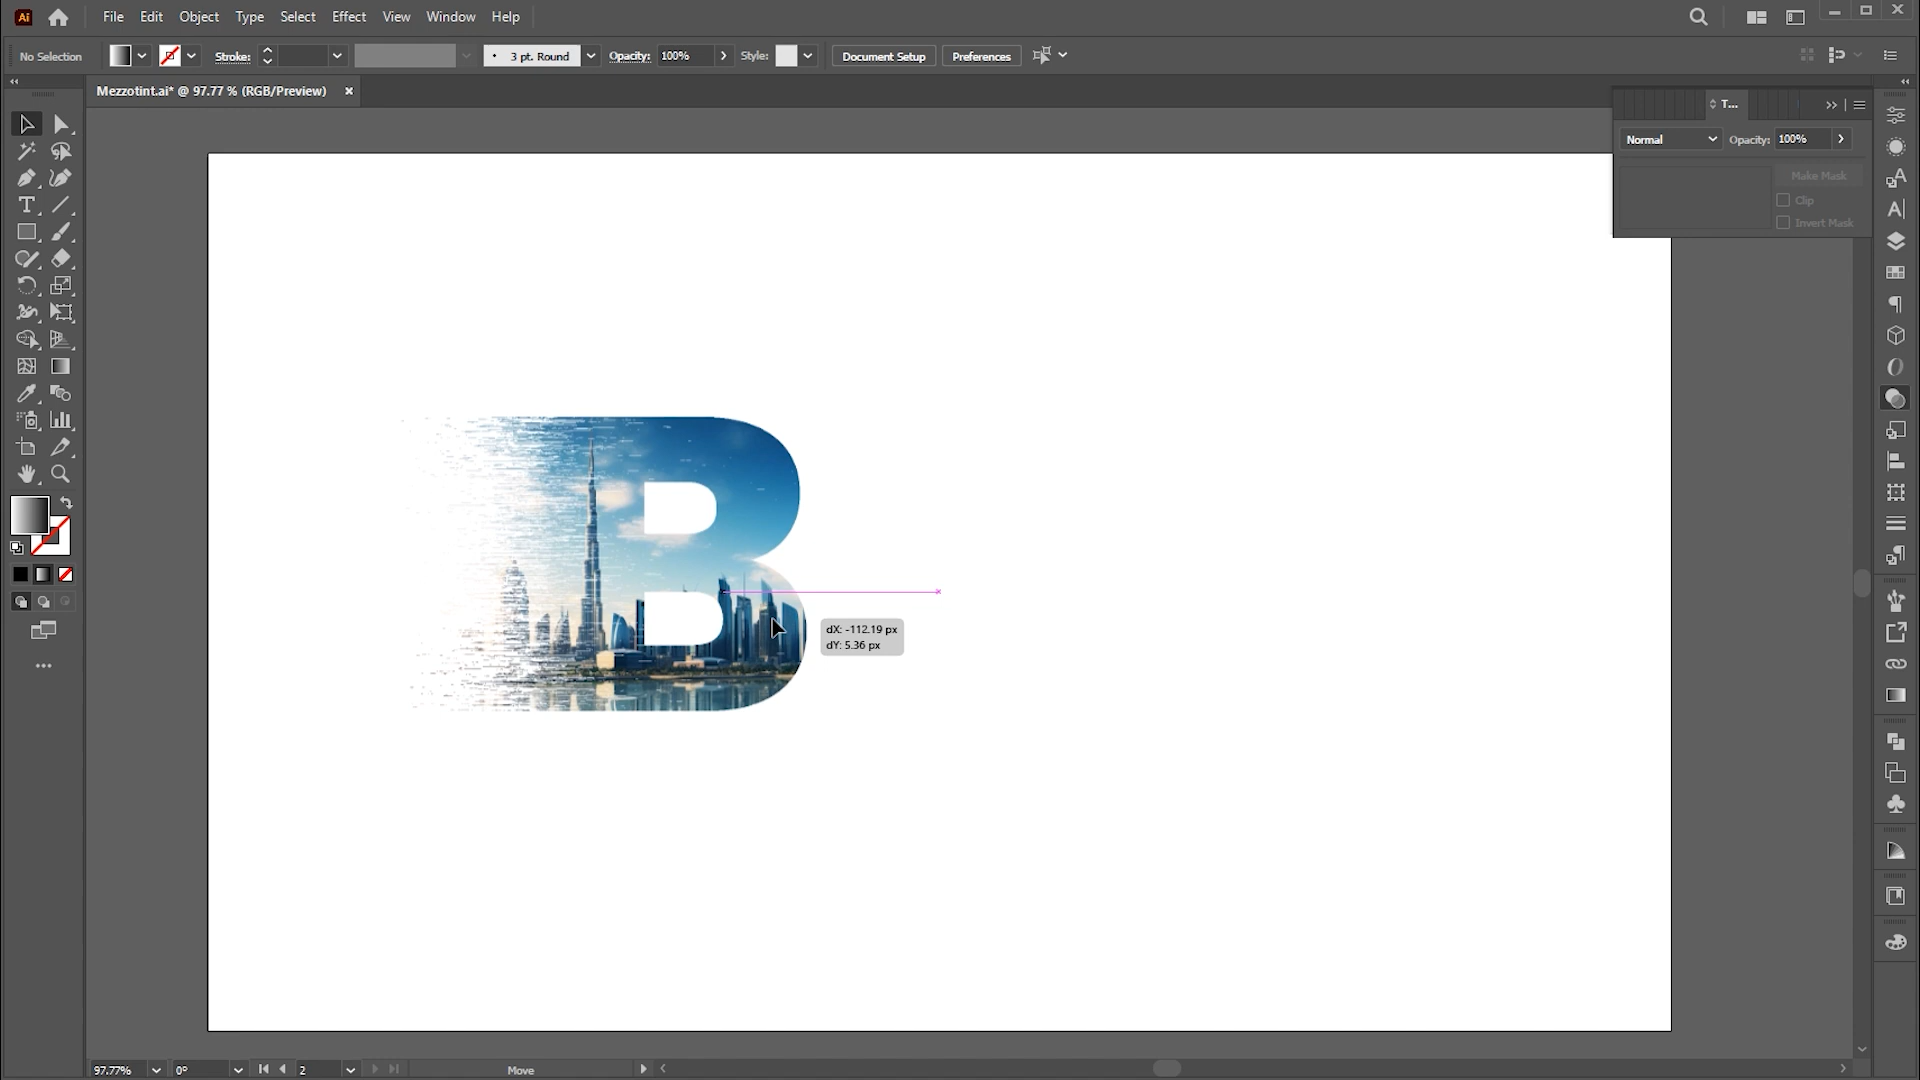 Ai File Edit Object Type Select Effect View Window Help
No Selection Stroke: 3 pt. Round Opacity: 100% Style: Document Setup Preferences
Mezzotint.ai* @ 97.77 % (RGB/Preview) ×
T...
Normal Opacity: 100%
Make Mask
Clip
Invert Mask
B
dX: -112.19 px
dY: 5.36 px
97.77% 0° 2 Move